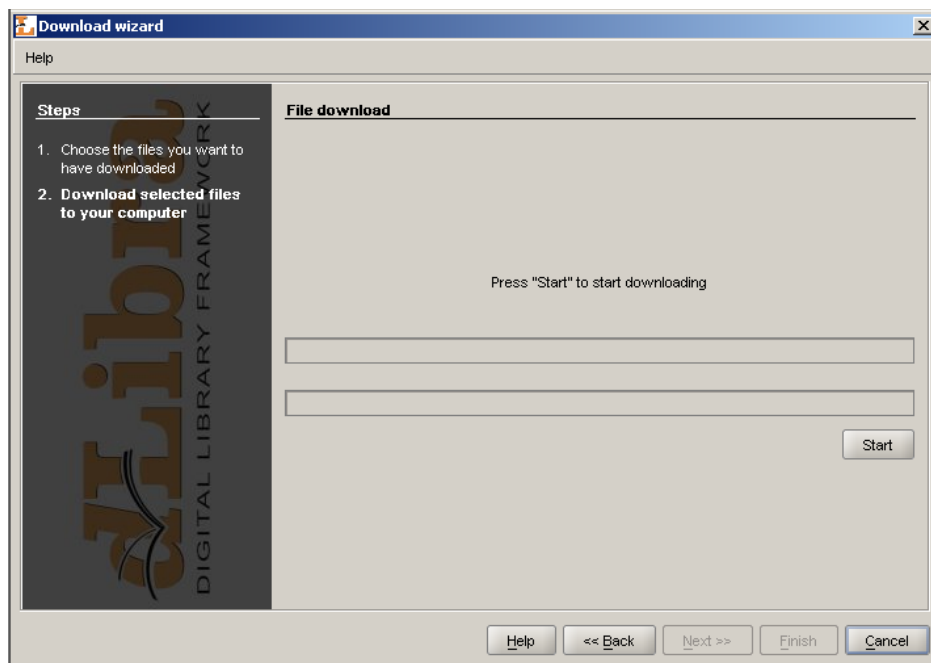 Download wizard
Help
Steps
1. Choose the files you want to
have downloaded
2. Download selected files
to your computer
dLibra
DIGITAL LIBRARY FRAMEWORK
File download
Press "Start" to start downloading
Start
Help
<< Back
Next >>
Finish
Cancel